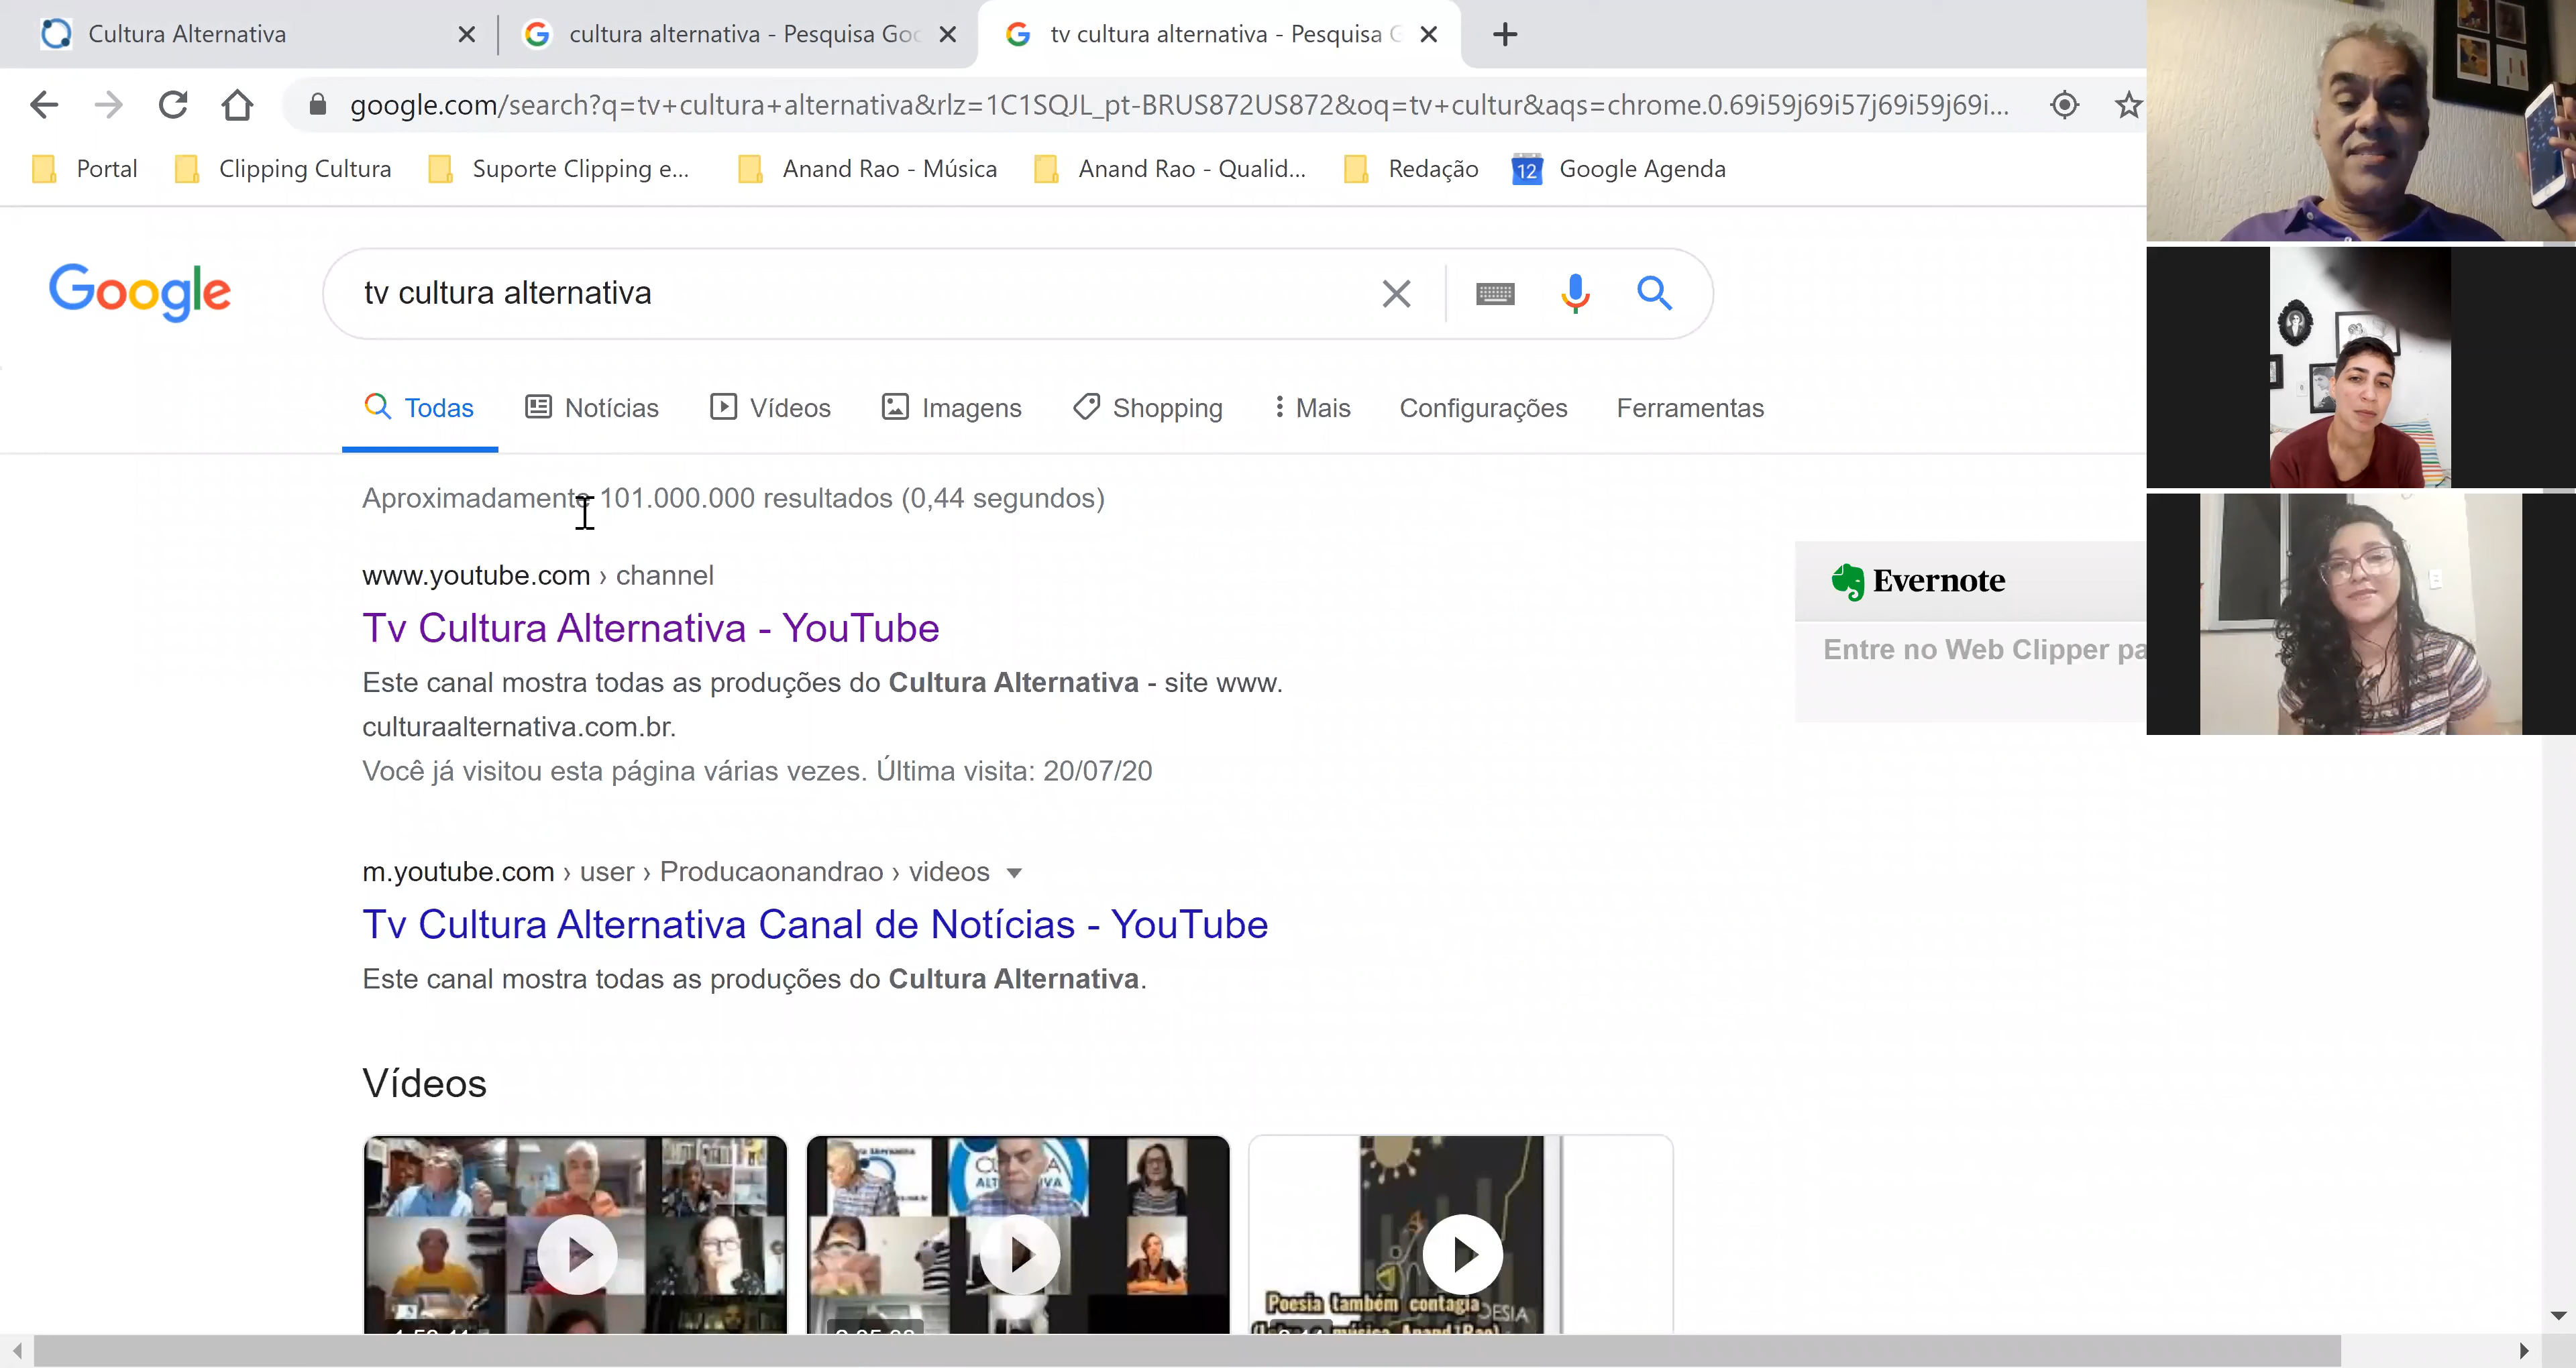 Cultura Alternativa
cultura alternativa - Pesquisa Goo
tv cultura alternativa - Pesquisa G
google.com/search?q=tv+cultura+alternativa&rlz=1C1SQJL_pt-BRUS872US872&oq=tv+cultur&aqs=chrome.0.69i59j69i57j69i59j69i...
Portal
Clipping Cultura
Suporte Clipping e...
Anand Rao - Música
Anand Rao - Qualid...
Redação
12
Google Agenda
Google
tv cultura alternativa
Todas
Notícias
Vídeos
Imagens
Shopping
Mais
Configurações
Ferramentas
Aproximadamente 101.000.000 resultados (0,44 segundos)
www.youtube.com › channel
Tv Cultura Alternativa - YouTube
Este canal mostra todas as produções do Cultura Alternativa - site www.
culturaalternativa.com.br.
Você já visitou esta página várias vezes. Última visita: 20/07/20
Evernote
Entre no Web Clipper pa
m.youtube.com › user › Producaonandrao › videos
Tv Cultura Alternativa Canal de Notícias - YouTube
Este canal mostra todas as produções do Cultura Alternativa.
Vídeos
Poesia também contagia